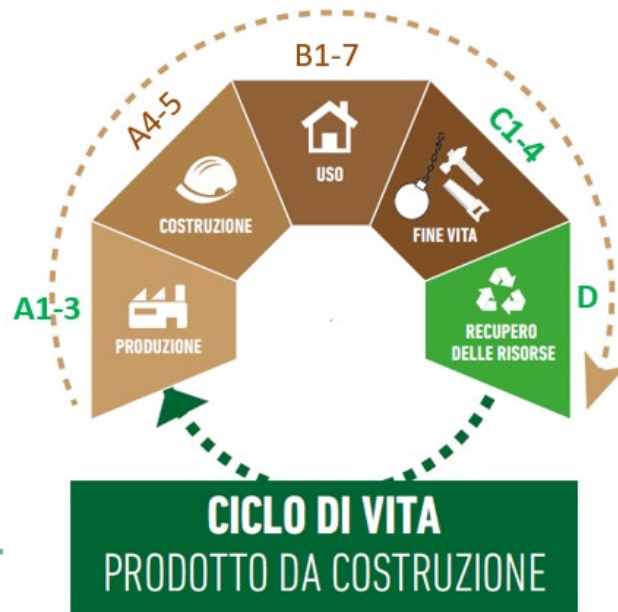 B1-7
A4-5
C1-4
USO
COSTRUZIONE
FINE VITA
A1-3
D
PRODUZIONE
RECUPERO
DELLE RISORSE
CICLO DI VITA
PRODOTTO DA COSTRUZIONE